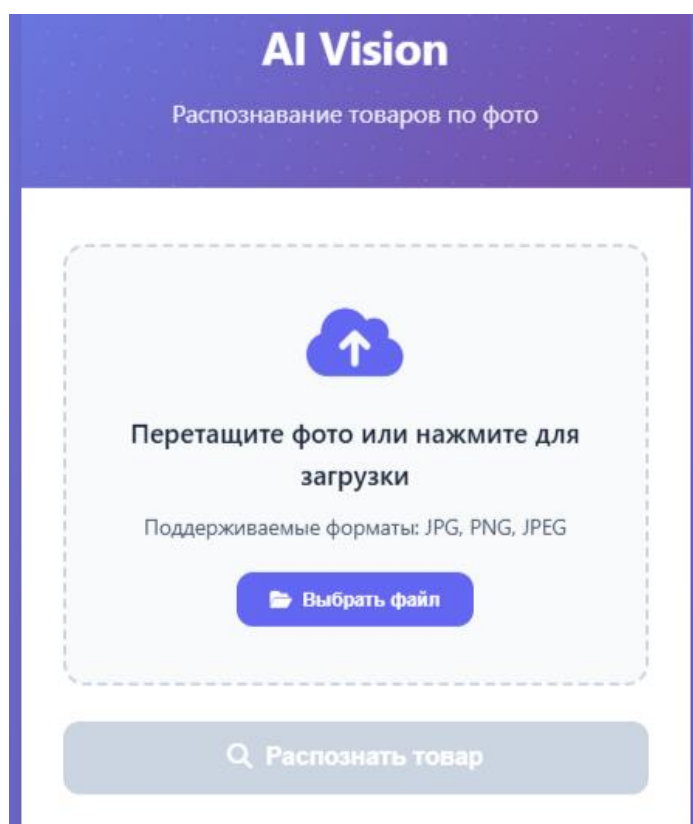 AI Vision
Распознавание товаров по фото
Перетащите фото или нажмите для
загрузки
Поддерживаемые форматы: JPG, PNG, JPEG
Выбрать файл
Распознать товар